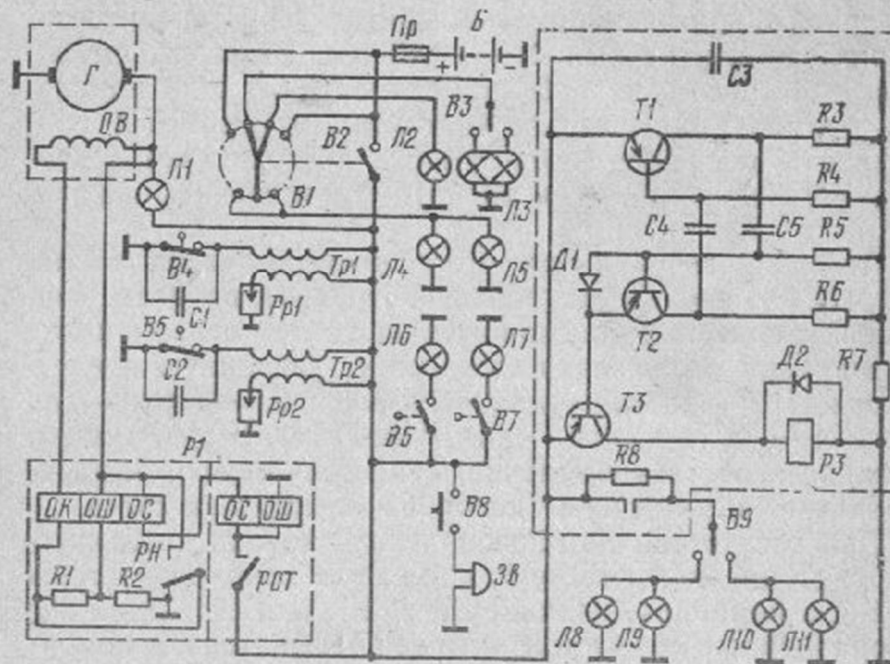 Г
ОВ
Л1
Пр
Б
+
-
В3
В2
Л2
В1
Л3
В4
С1
Тр1
Рр1
Л4
Л5
В5
С2
Тр2
Рр2
Л6
Л7
В6
В7
Р1
ОК
ОШ
ОС
РН
R1
R2
ОС
ОШ
РОТ
В8
Зв
С3
Т1
R3
R4
С4
С5
R5
Д1
R6
Т2
Д2
R7
Т3
Р3
R8
В9
Л8
Л9
Л10
Л11